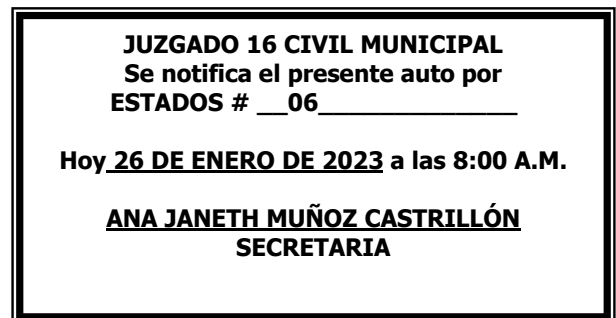 JUZGADO 16 CIVIL MUNICIPAL
Se notifica el presente auto por
ESTADOS # __06_____________
Hoy 26 DE ENERO DE 2023 a las 8:00 A.M.
ANA JANETH MUÑOZ CASTRILLÓN
SECRETARIA